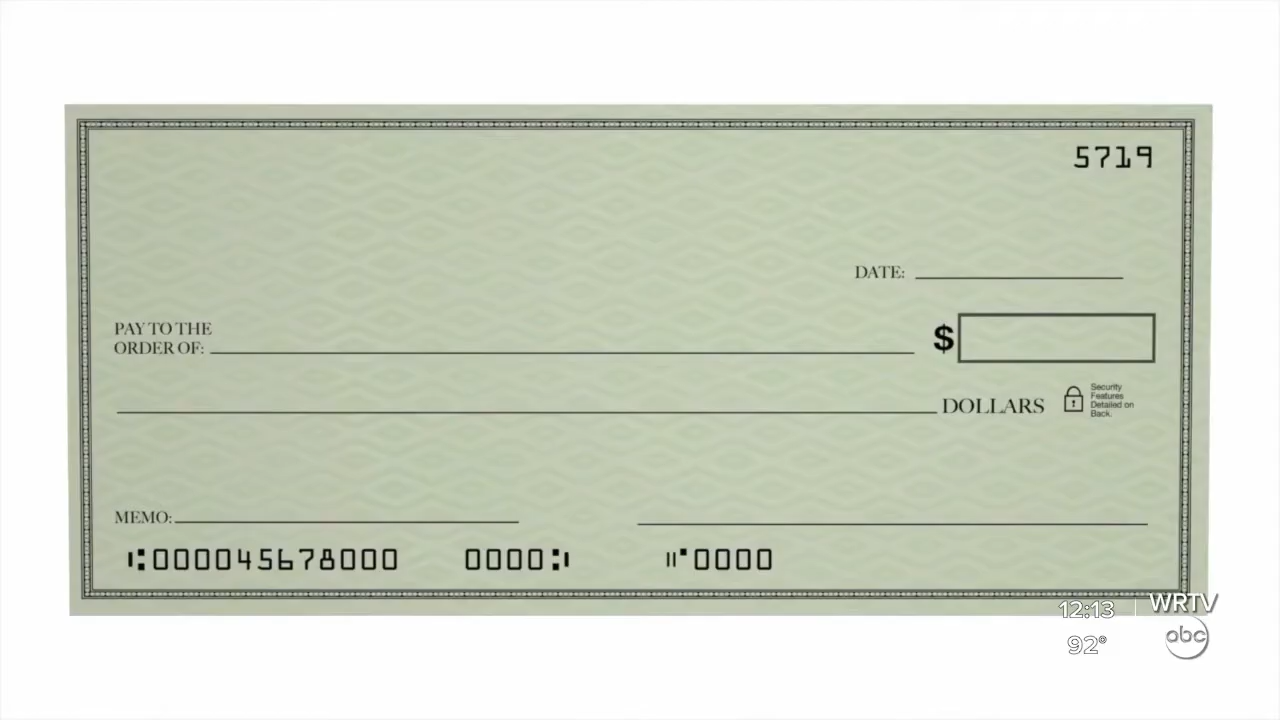 5719
DATE:
PAY TO THE
ORDER OF:
$
DOLLARS
Security
Features
Detailed on
Back.
MEMO:
⑆000045678000 0000⑆ ⑈0000
12:13 WRTV
92° abc